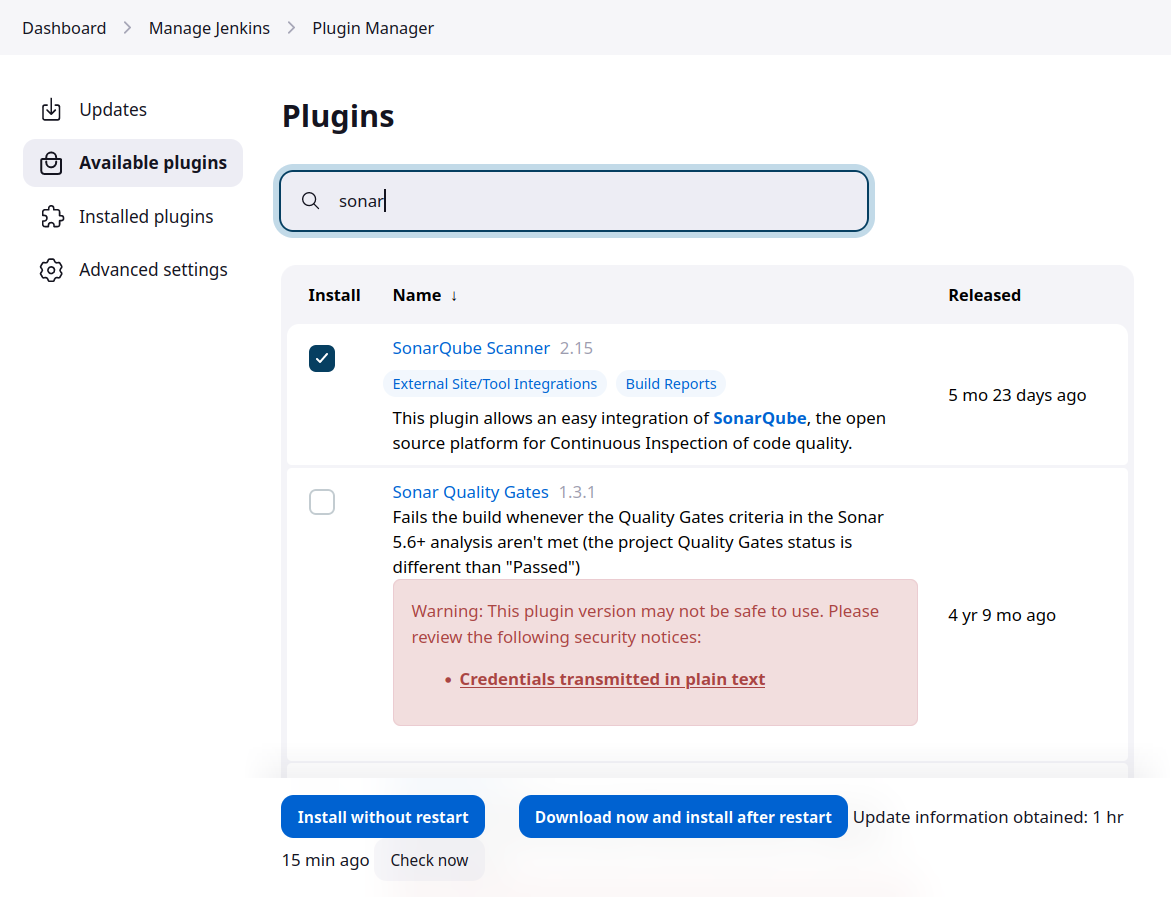 Dashboard > Manage Jenkins > Plugin Manager
Updates
Available plugins
Installed plugins
Advanced settings
Plugins
sonar
Install Name ↓ Released
SonarQube Scanner 2.15
External Site/Tool Integrations Build Reports
This plugin allows an easy integration of SonarQube, the open
source platform for Continuous Inspection of code quality.
5 mo 23 days ago
Sonar Quality Gates 1.3.1
Fails the build whenever the Quality Gates criteria in the Sonar
5.6+ analysis aren't met (the project Quality Gates status is
different than "Passed")
Warning: This plugin version may not be safe to use. Please
review the following security notices:
• Credentials transmitted in plain text
4 yr 9 mo ago
Install without restart Download now and install after restart Update information obtained: 1 hr
15 min ago Check now